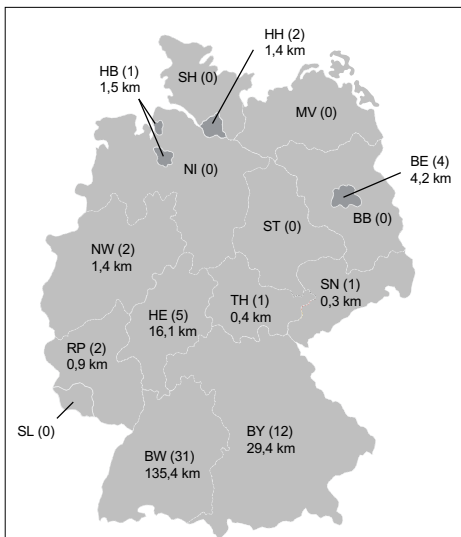 HH (2)
1,4 km
HB (1)
1,5 km
SH (0)
MV (0)
BE (4)
4,2 km
NI (0)
BB (0)
ST (0)
NW (2)
1,4 km
SN (1)
0,3 km
TH (1)
0,4 km
HE (5)
16,1 km
RP (2)
0,9 km
SL (0)
BY (12)
29,4 km
BW (31)
135,4 km